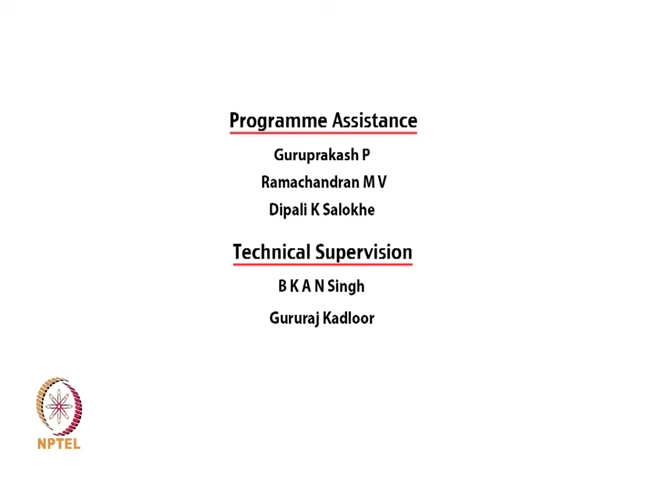 Programme Assistance
Guruprakash P
Ramachandran M V
Dipali K Salokhe
Technical Supervision
B K A N Singh
Gururaj Kadloor
NPTEL